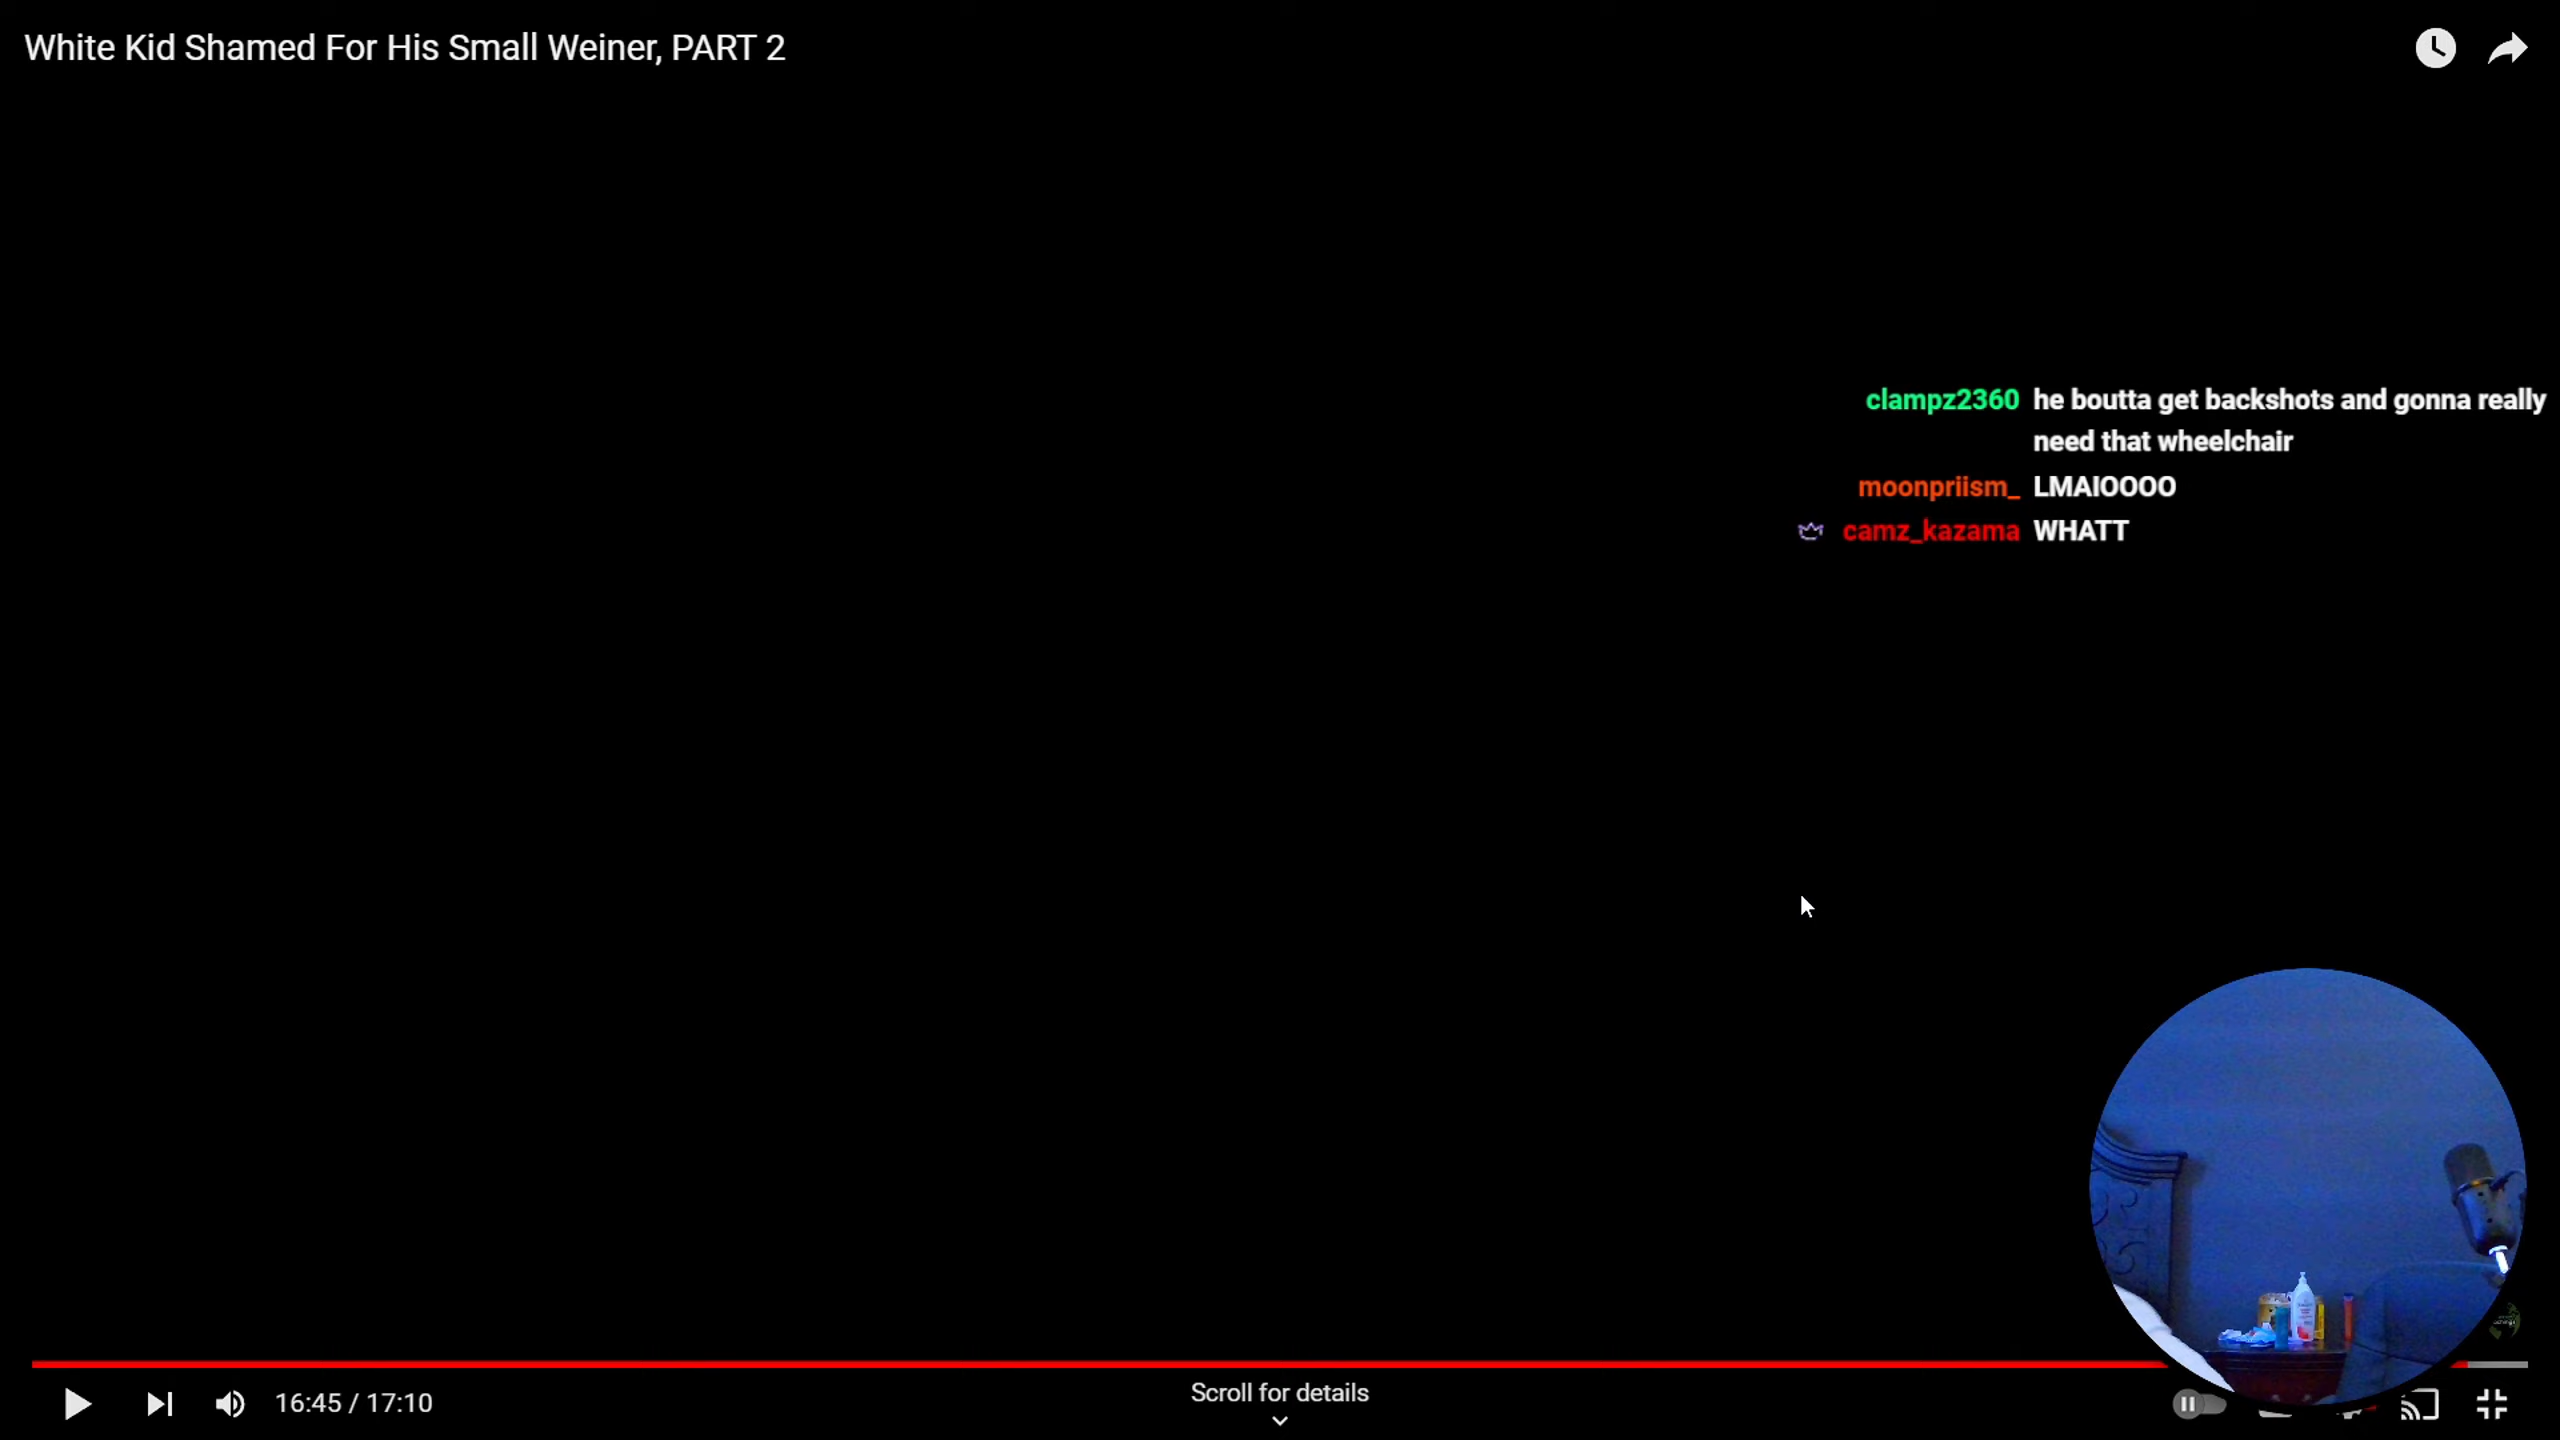 White Kid Shamed For His Small Weiner, PART 2
clampz2360 he boutta get backshots and gonna really
need that wheelchair
moonpriism_ LMAIOOOO
camz_kazama WHATT
16:45 / 17:10
Scroll for details